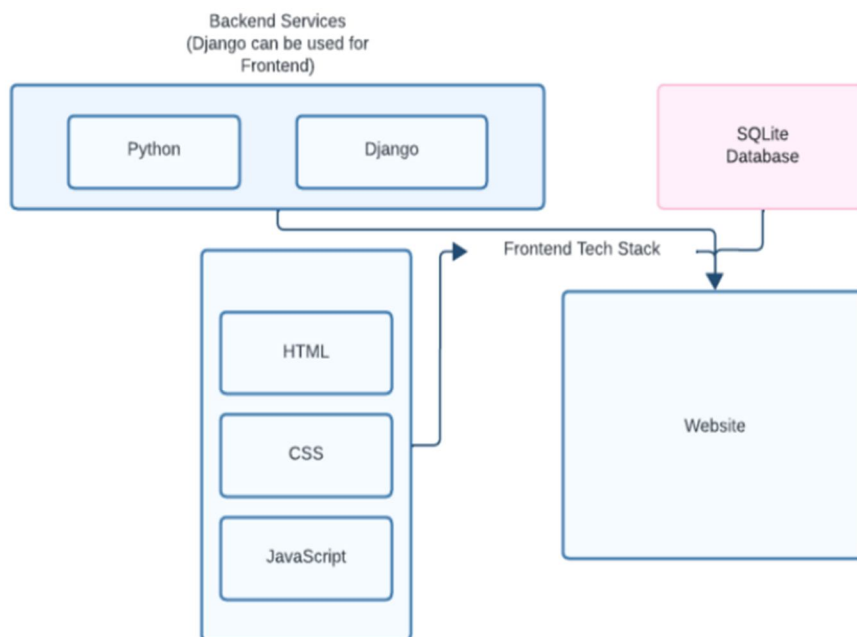 Backend Services
(Django can be used for
Frontend)
Python
Django
SQLite
Database
Frontend Tech Stack
HTML
CSS
JavaScript
Website